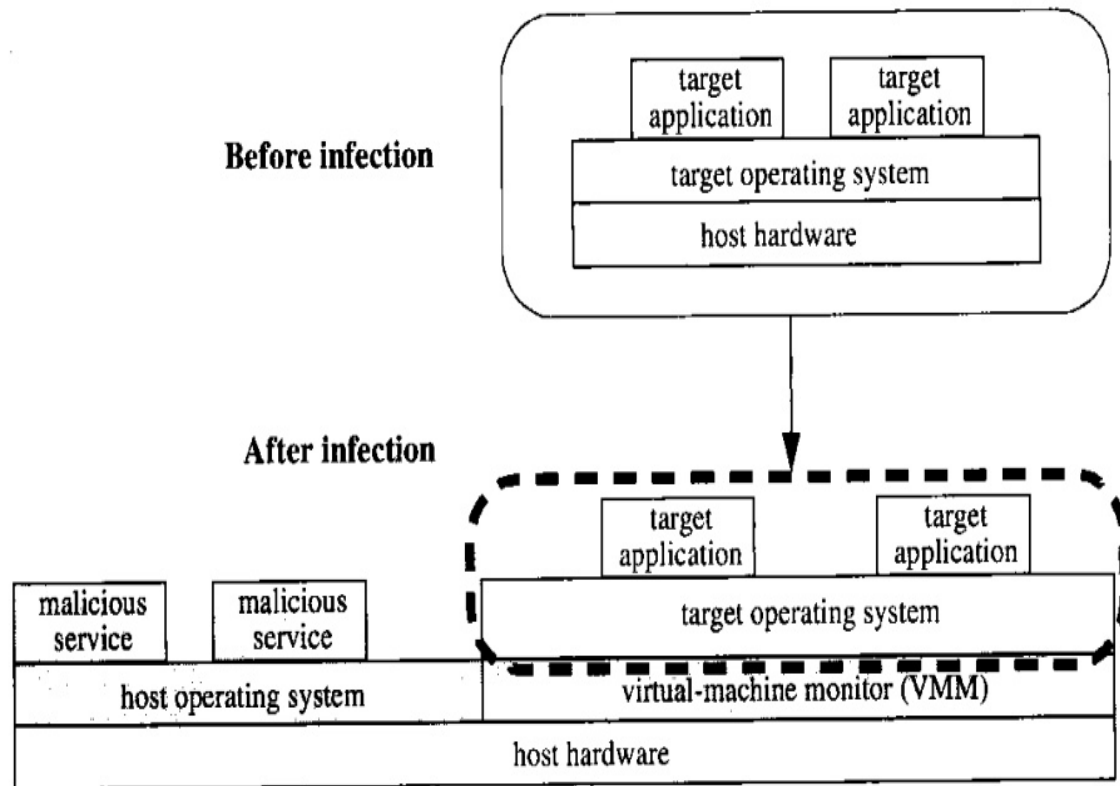 target
application
target
application
Before infection
target operating system
host hardware
After infection
target
application
target
application
malicious
service
malicious
service
target operating system
host operating system
virtual-machine monitor (VMM)
host hardware